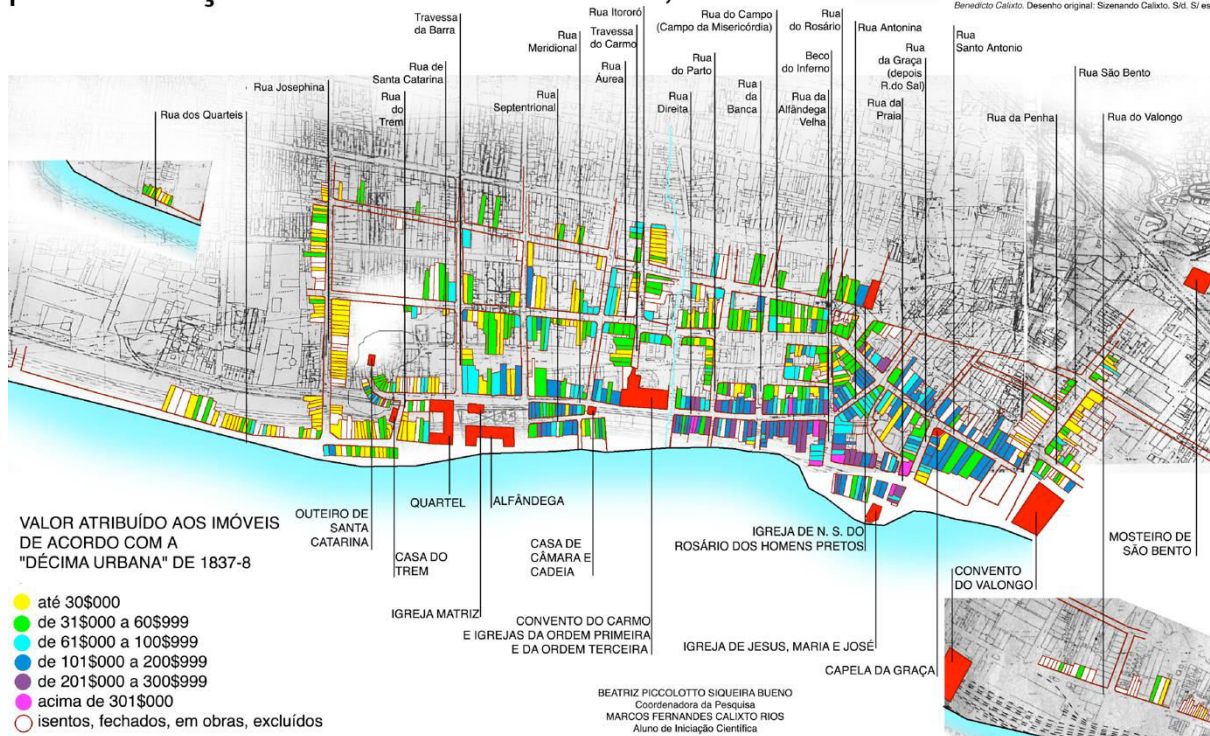 Benedicto Calixto. Desenho original: Sizenando Calixto. S/d. S/ es
Travessa
da Barra
Rua Itororó
Travessa
do Carmo
Rua do Campo
(Campo da Misericórdia)
Rua
do Rosário
Rua Antonina
Rua
Santo Antonio
Rua
Meridional
Rua de
Santa Catarina
Rua
Áurea
Rua
do Parto
Beco
do Inferno
Rua
da Graça
(depois
R.do Sal)
Rua São Bento
Rua Josephina
Rua
do
Trem
Rua
Septentrional
Rua
Direita
Rua
da
Banca
Rua da
Alfândega
Velha
Rua da
Praia
Rua dos Quarteis
Rua da Penha
Rua do Valongo
OUTEIRO DE
SANTA
CATARINA
CASA DO
TREM
QUARTEL
IGREJA MATRIZ
ALFÂNDEGA
CASA DE
CÂMARA E
CADEIA
CONVENTO DO CARMO
E IGREJAS DA ORDEM PRIMEIRA
E DA ORDEM TERCEIRA
IGREJA DE N. S. DO
ROSÁRIO DOS HOMENS PRETOS
IGREJA DE JESUS, MARIA E JOSÉ
CAPELA DA GRAÇA
CONVENTO
DO VALONGO
MOSTEIRO DE
SÃO BENTO
VALOR ATRIBUÍDO AOS IMÓVEIS
DE ACORDO COM A
"DÉCIMA URBANA" DE 1837-8
até 30$000
de 31$000 a 60$999
de 61$000 a 100$999
de 101$000 a 200$999
de 201$000 a 300$999
acima de 301$000
isentos, fechados, em obras, excluídos
BEATRIZ PICCOLOTTO SIQUEIRA BUENO
Coordenadora da Pesquisa
MARCOS FERNANDES CALIXTO RIOS
Aluno de Iniciação Científica